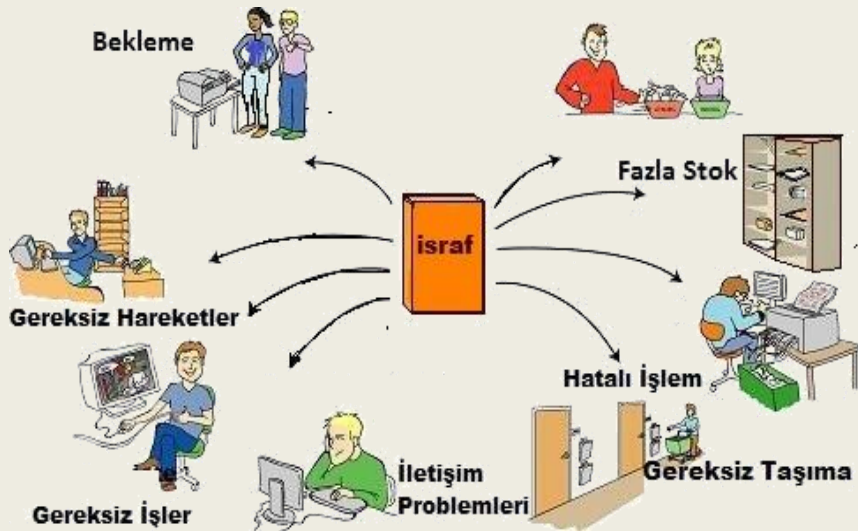 Bekleme
Fazla Stok
israf
Gereksiz Hareketler
Hatalı İşlem
Gereksiz Taşıma
İletişim
Problemleri
Gereksiz İşler